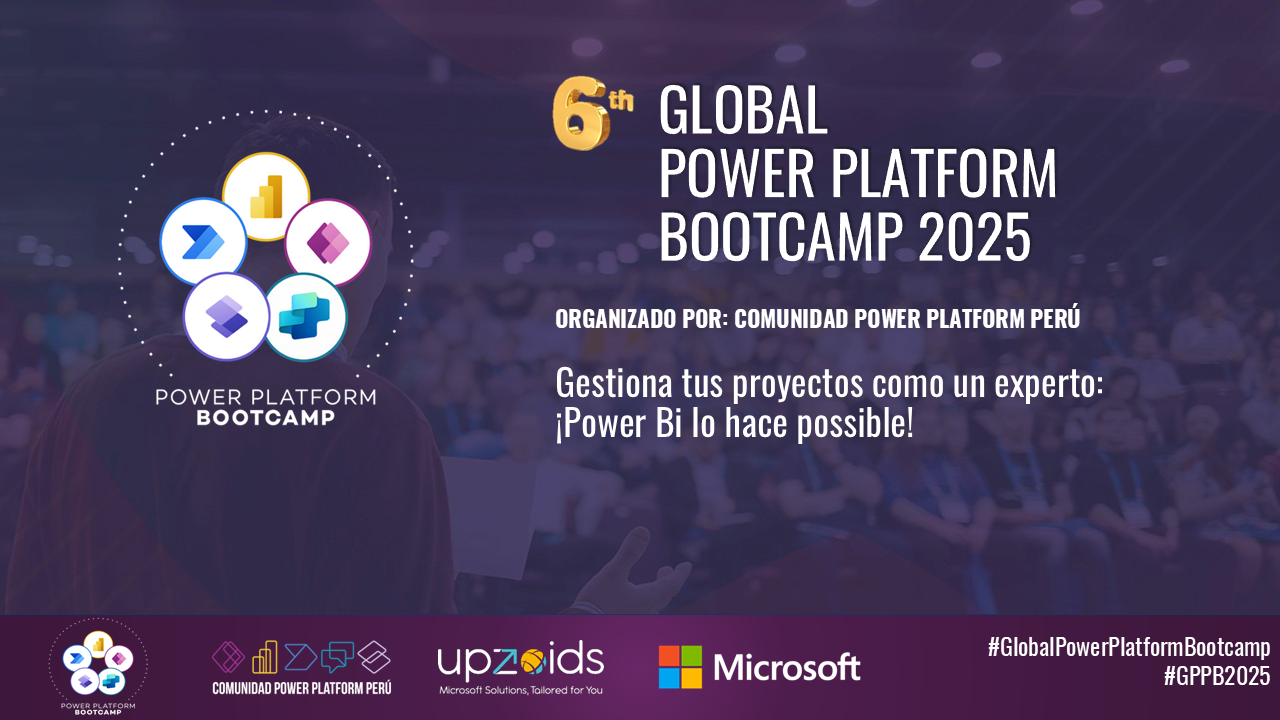 6th
GLOBAL
POWER PLATFORM
BOOTCAMP 2025
ORGANIZADO POR: COMUNIDAD POWER PLATFORM PERÚ
Gestiona tus proyectos como un experto:
¡Power Bi lo hace possible!
POWER PLATFORM
BOOTCAMP
POWER PLATFORM
BOOTCAMP
COMUNIDAD POWER PLATFORM PERÚ
upzoids
Microsoft Solutions, Tailored for You
Microsoft
#GlobalPowerPlatformBootcamp
#GPPB2025